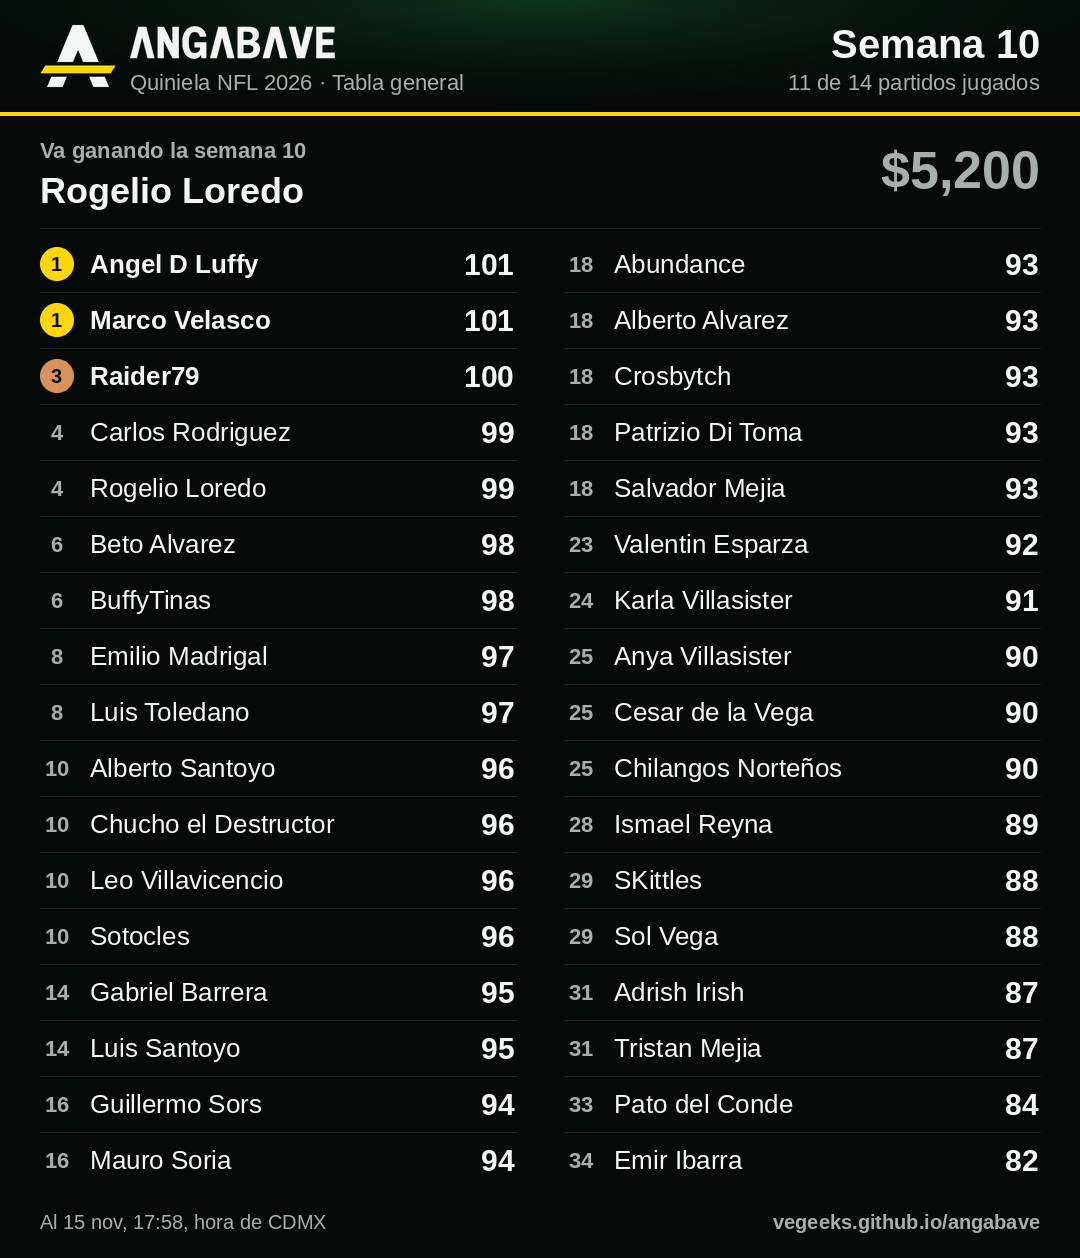 ANGABAVE
Quiniela NFL 2026 · Tabla general
Semana 10
11 de 14 partidos jugados
Va ganando la semana 10
Rogelio Loredo
$5,200
1 Angel D Luffy 101
1 Marco Velasco 101
3 Raider79 100
4 Carlos Rodriguez 99
4 Rogelio Loredo 99
6 Beto Alvarez 98
6 BuffyTinas 98
8 Emilio Madrigal 97
8 Luis Toledano 97
10 Alberto Santoyo 96
10 Chucho el Destructor 96
10 Leo Villavicencio 96
10 Sotocles 96
14 Gabriel Barrera 95
14 Luis Santoyo 95
16 Guillermo Sors 94
16 Mauro Soria 94
18 Abundance 93
18 Alberto Alvarez 93
18 Crosbytch 93
18 Patrizio Di Toma 93
18 Salvador Mejia 93
23 Valentin Esparza 92
24 Karla Villasister 91
25 Anya Villasister 90
25 Cesar de la Vega 90
25 Chilangos Norteños 90
28 Ismael Reyna 89
29 SKittles 88
29 Sol Vega 88
31 Adrish Irish 87
31 Tristan Mejia 87
33 Pato del Conde 84
34 Emir Ibarra 82
Al 15 nov, 17:58, hora de CDMX
vegeeks.github.io/angabave